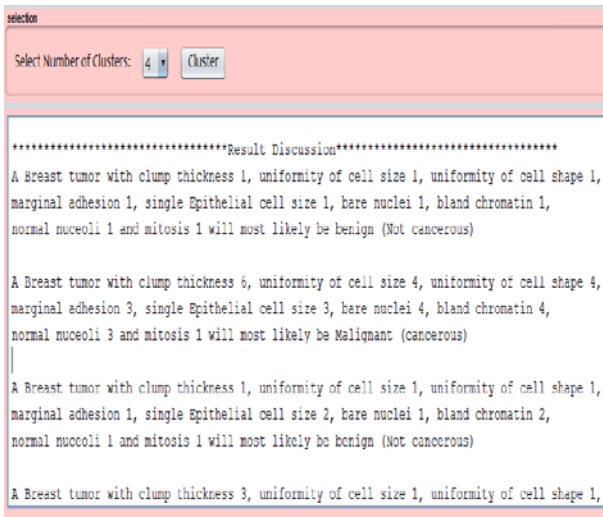 selection
Select Number of Clusters: 4 Cluster
**********************************Result Discussion***********************************
A Breast tumor with clump thickness 1, uniformity of cell size 1, uniformity of cell shape 1,
marginal adhesion 1, single Epithelial cell size 1, bare nuclei 1, bland chromatin 1,
normal nuceoli 1 and mitosis 1 will most likely be benign (Not cancerous)
A Breast tumor with clump thickness 6, uniformity of cell size 4, uniformity of cell shape 4,
marginal adhesion 3, single Epithelial cell size 3, bare nuclei 4, bland chromatin 4,
normal nuceoli 3 and mitosis 1 will most likely be Malignant (cancerous)
A Breast tumor with clump thickness 1, uniformity of cell size 1, uniformity of cell shape 1,
marginal adhesion 1, single Epithelial cell size 2, bare nuclei 1, bland chromatin 2,
normal nuceoli 1 and mitosis 1 will most likely be benign (Not cancerous)
A Breast tumor with clump thickness 3, uniformity of cell size 1, uniformity of cell shape 1,